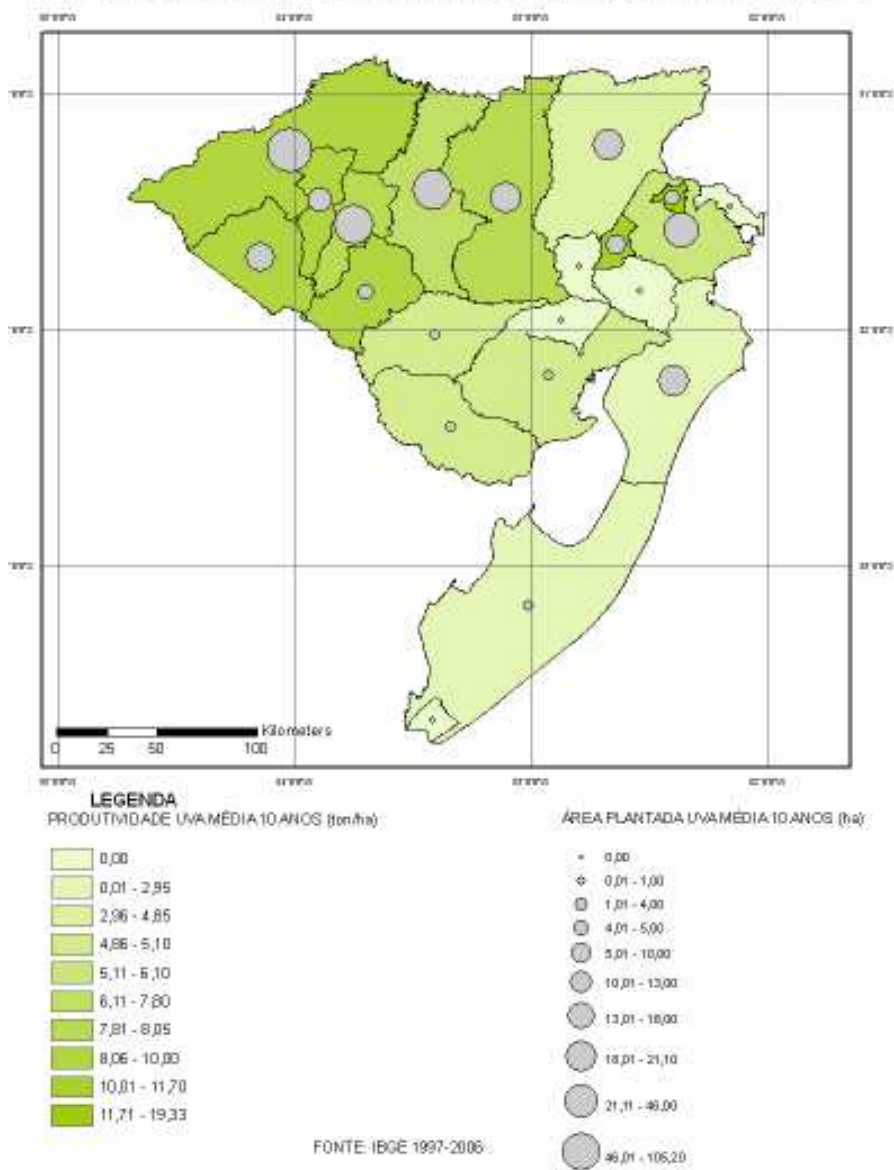 Kilometers
0 25 50 100
LEGENDA
PRODUTIVIDADE UVA MÉDIA 10 ANOS (ton/ha)
0,00
0,01 - 2,95
2,96 - 4,85
4,86 - 5,10
5,11 - 6,10
6,11 - 7,80
7,81 - 8,05
8,06 - 10,00
10,01 - 11,70
11,71 - 19,33
ÁREA PLANTADA UVA MÉDIA 10 ANOS (ha)
0,00
0,01 - 1,00
1,01 - 4,00
4,01 - 5,00
5,01 - 10,00
10,01 - 13,00
13,01 - 18,00
18,01 - 21,10
21,11 - 46,00
46,01 - 105,20
FONTE: IBGE 1997-2006